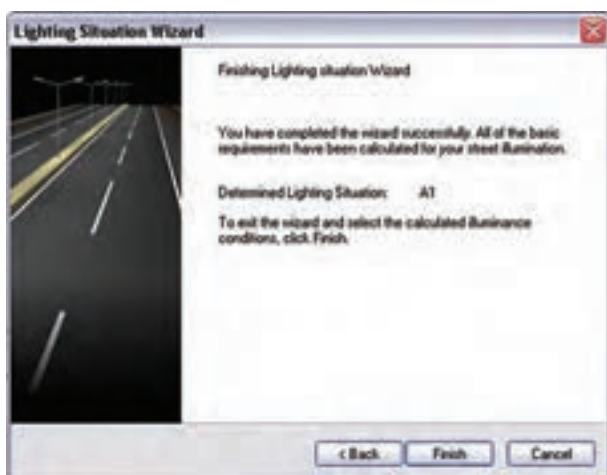 Lighting Situation Wizard
Finishing Lighting situation Wizard
You have completed the wizard successfully. All of the basic
requirements have been calculated for your street illumination.
Determined Lighting Situation: A1
To exit the wizard and select the calculated illuminance
conditions, click Finish.
< Back Finish Cancel